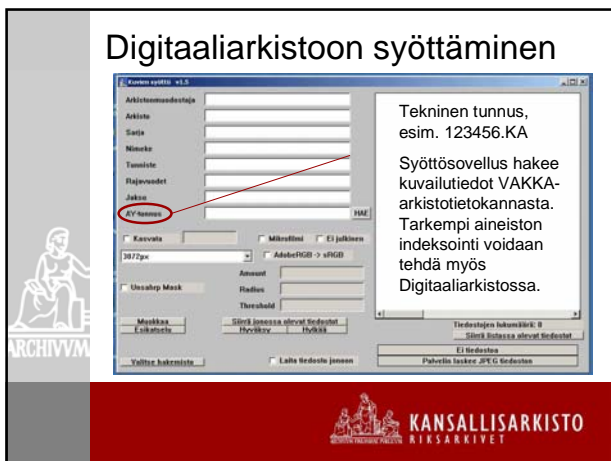 Digitaaliarkistoon syöttäminen
Kuvien syöttö v1.5
Arkistonmuodostaja
Arkisto
Sarja
Nimeke
Tunniste
Rajavuodet
Jakso
AY-tunnus
HAE
Tekninen tunnus,
esim. 123456.KA
Syöttösovellus hakee
kuvailutiedot VAKKA-
arkistotietokannasta.
Tarkempi aineiston
indeksointi voidaan
tehdä myös
Digitaaliarkistossa.
Kasvata
Mikrofilmi
Ei julkinen
3872px
AdobeRGB -> sRGB
Amount
Unsahrp Mask
Radius
Threshold
Muokkaa
Siirrä jonossa olevat tiedostot
Esikatselu
Hyväksy
Hylkää
Tiedostojen lukumäärä: 0
Siirrä listassa olevat tiedostot
Ei tiedostoa
Valitse hakemisto
Laita tiedosto jonoon
Palvelin laskee JPEG tiedoston
ARCHIVVM
KANSALLISARKISTO
RIKSARKIVET